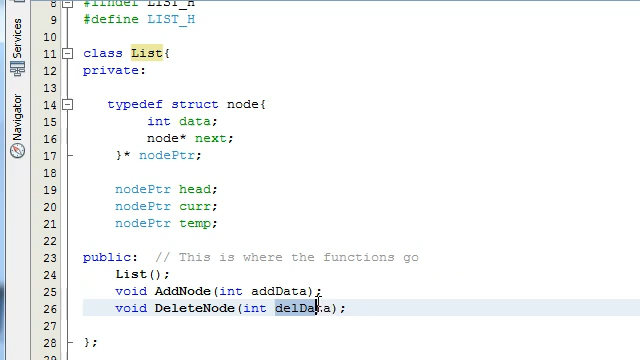 Services
Navigator
8 #ifndef LIST_H
9 #define LIST_H
10
11 class List{
12 private:
13
14 typedef struct node{
15 int data;
16 node* next;
17 }* nodePtr;
18
19 nodePtr head;
20 nodePtr curr;
21 nodePtr temp;
22
23 public: // This is where the functions go
24 List();
25 void AddNode(int addData);
26 void DeleteNode(int delData);
27
28 };